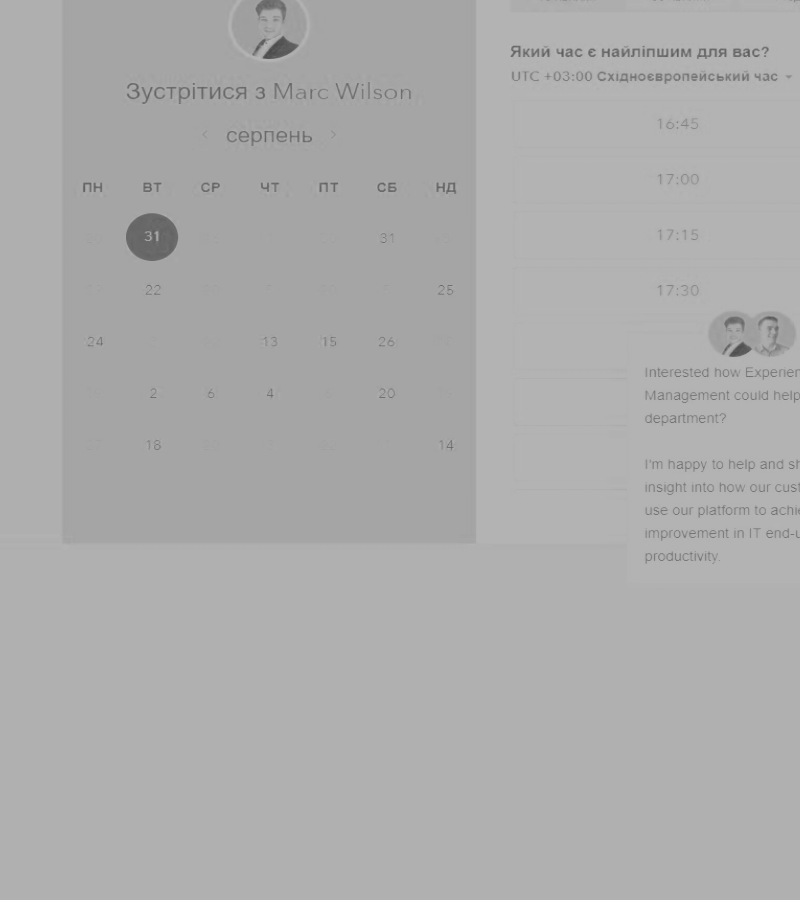 Зустрітися з Marc Wilson
серпень
ПН ВТ СР ЧТ ПТ СБ НД
31 31
22 25
24 13 15 26
2 6 4 20
18 14
Який час є найліпшим для вас?
UTC +03:00 Східноєвропейський час
16:45
17:00
17:15
17:30
Interested how Experien
Management could help
department?
I'm happy to help and sh
insight into how our cust
use our platform to achie
improvement in IT end-u
productivity.